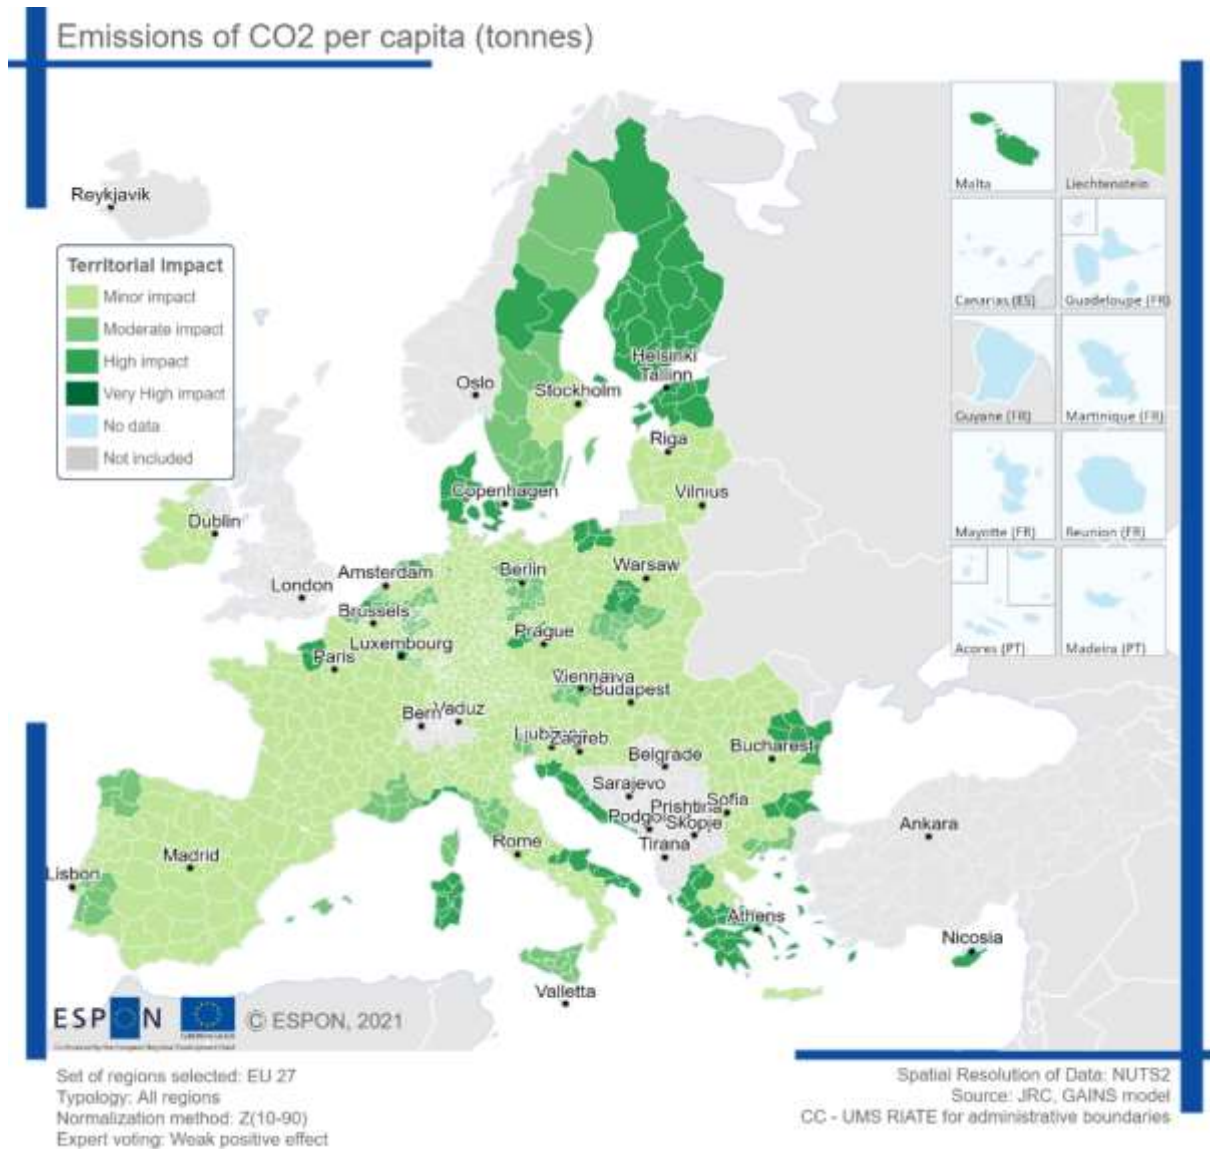 Emissions of CO2 per capita (tonnes)
Reykjavik
Territorial Impact
Minor impact
Moderate impact
High impact
Very High impact
No data
Not included
Malta
Liechtenstein
Canarias (ES)
Guadeloupe (FR)
Guyane (FR)
Martinique (FR)
Mayotte (FR)
Reunion (FR)
Acores (PT)
Madeira (PT)
Helsinki
Tallinn
Oslo
Stockholm
Riga
Copenhagen
Vilnius
Dublin
Amsterdam
Berlin
Warsaw
London
Brussels
Prague
Luxembourg
Paris
Vienna
Budapest
Bern
Vaduz
Zagreb
Bucharest
Belgrade
Sarajevo
Prishtina
Sofia
Skopje
Tirana
Ankara
Rome
Madrid
Lisbon
Athens
Nicosia
Valletta
ESPON
© ESPON, 2021
Set of regions selected: EU 27
Typology: All regions
Normalization method: Z(10-90)
Expert voting: Weak positive effect
Spatial Resolution of Data: NUTS2
Source: JRC, GAINS model
CC - UMS RIATE for administrative boundaries